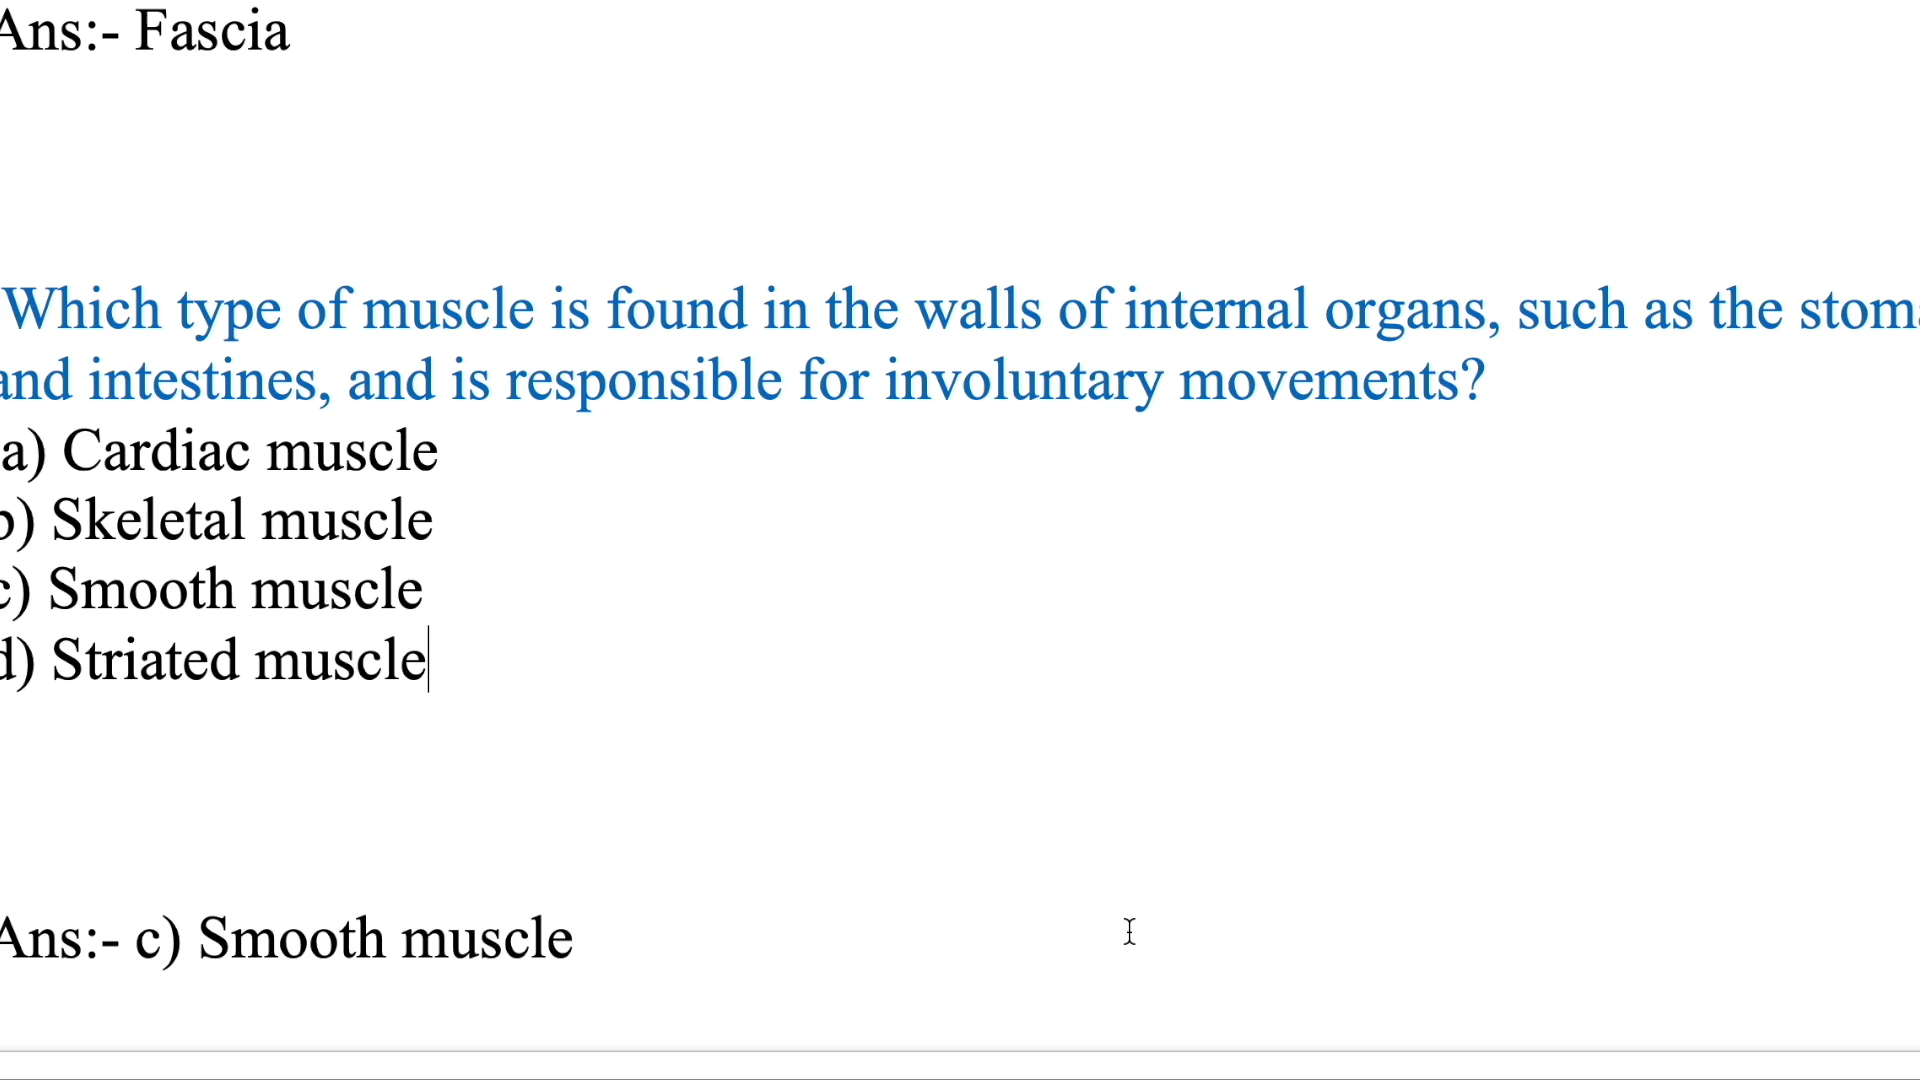 Ans:- Fascia
Which type of muscle is found in the walls of internal organs, such as the
and intestines, and is responsible for involuntary movements?
a) Cardiac muscle
b) Skeletal muscle
c) Smooth muscle
d) Striated muscle
Ans:- c) Smooth muscle